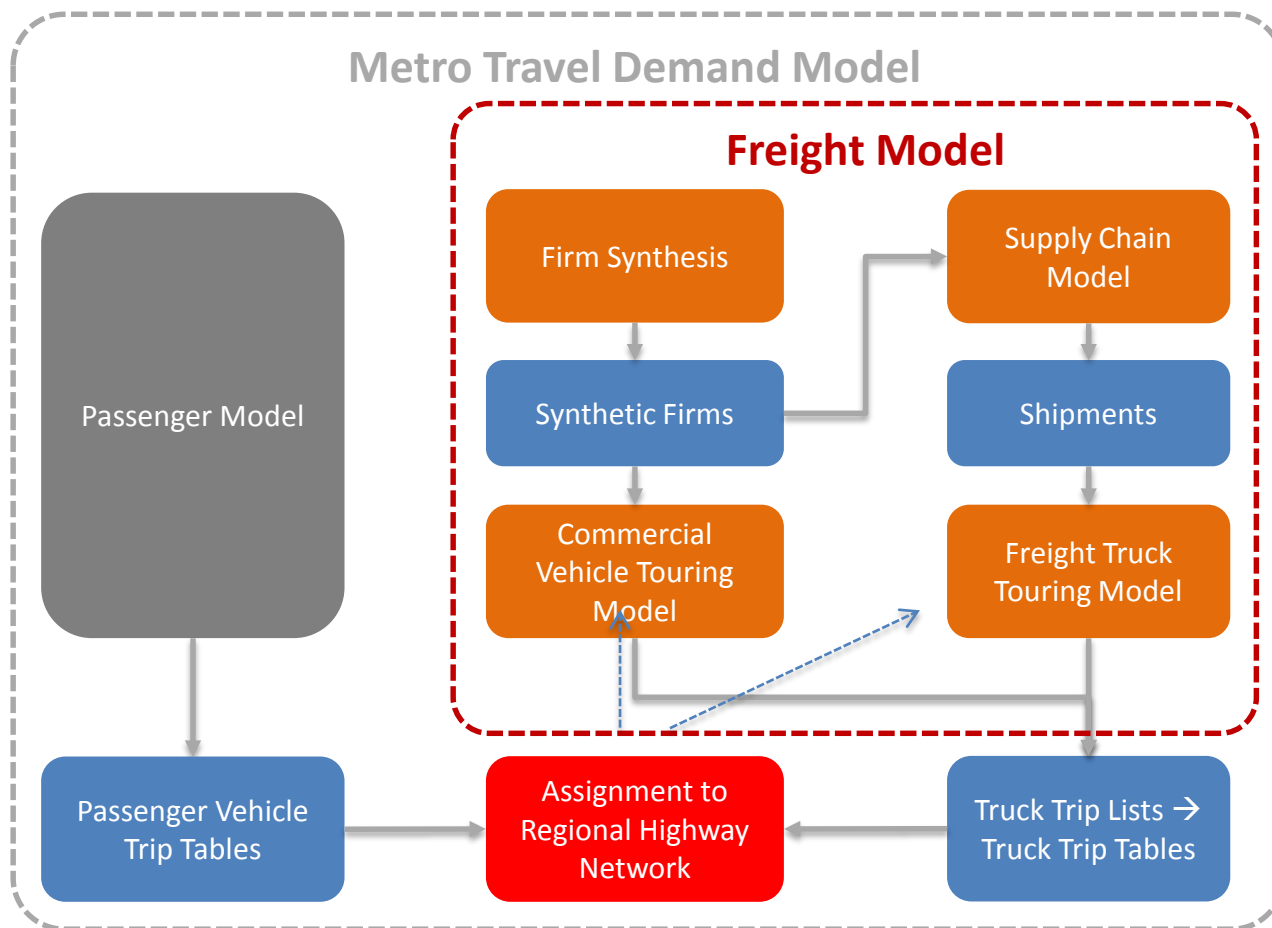 Metro Travel Demand Model
Freight Model
Firm Synthesis
Supply Chain
Model
Passenger Model
Synthetic Firms
Shipments
Commercial
Vehicle Touring
Model
Freight Truck
Touring Model
Passenger Vehicle
Trip Tables
Assignment to
Regional Highway
Network
Truck Trip Lists →
Truck Trip Tables